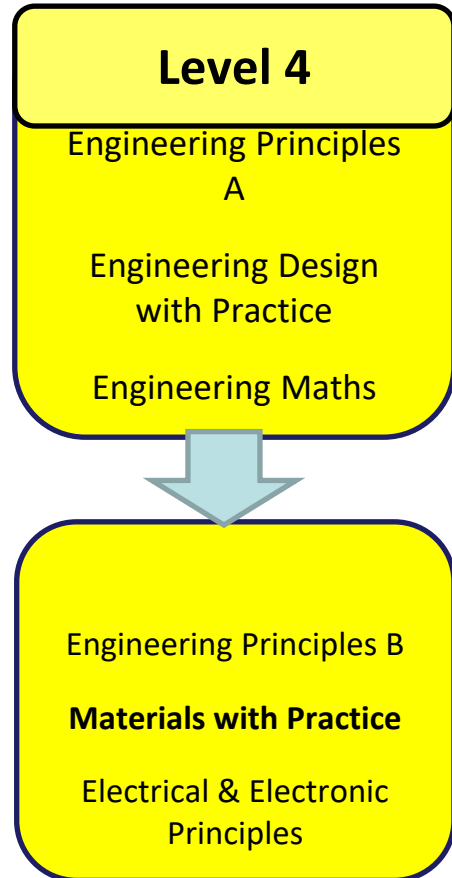 Level 4
Engineering Principles
A
Engineering Design
with Practice
Engineering Maths
Engineering Principles B
Materials with Practice
Electrical & Electronic
Principles